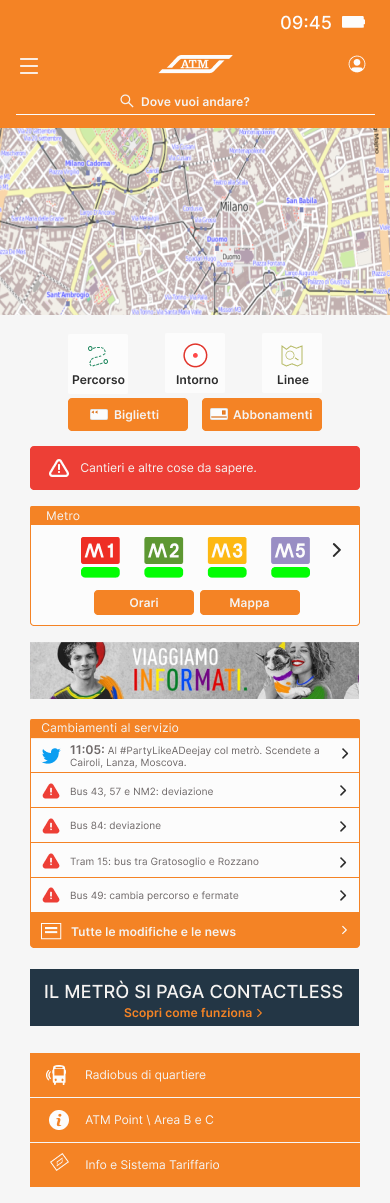 09:45
ATM
Dove vuoi andare?
Milano Cadorna
Milano
San Babila
Duomo
Duomo
Sant'Ambrogio
Percorso
Intorno
Linee
Biglietti
Abbonamenti
Cantieri e altre cose da sapere.
Metro
M1
M2
M3
M5
Orari
Mappa
VIAGGIAMO
INFORMATI.
Cambiamenti al servizio
11:05: Al #PartyLikeADeejay col metrò. Scendete a
Cairoli, Lanza, Moscova.
Bus 43, 57 e NM2: deviazione
Bus 84: deviazione
Tram 15: bus tra Gratosoglio e Rozzano
Bus 49: cambia percorso e fermate
Tutte le modifiche e le news
IL METRÒ SI PAGA CONTACTLESS
Scopri come funziona
Radiobus di quartiere
ATM Point \ Area B e C
Info e Sistema Tariffario